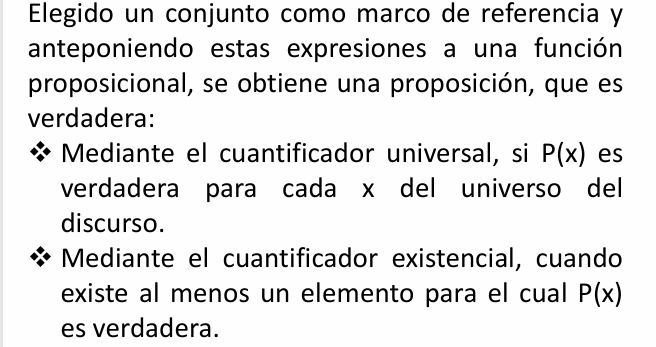 Elegido un conjunto como marco de referencia y
anteponiendo estas expresiones a una función
proposicional, se obtiene una proposición, que es
verdadera:
❖ Mediante el cuantificador universal, si P(x) es
verdadera para cada x del universo del
discurso.
❖ Mediante el cuantificador existencial, cuando
existe al menos un elemento para el cual P(x)
es verdadera.